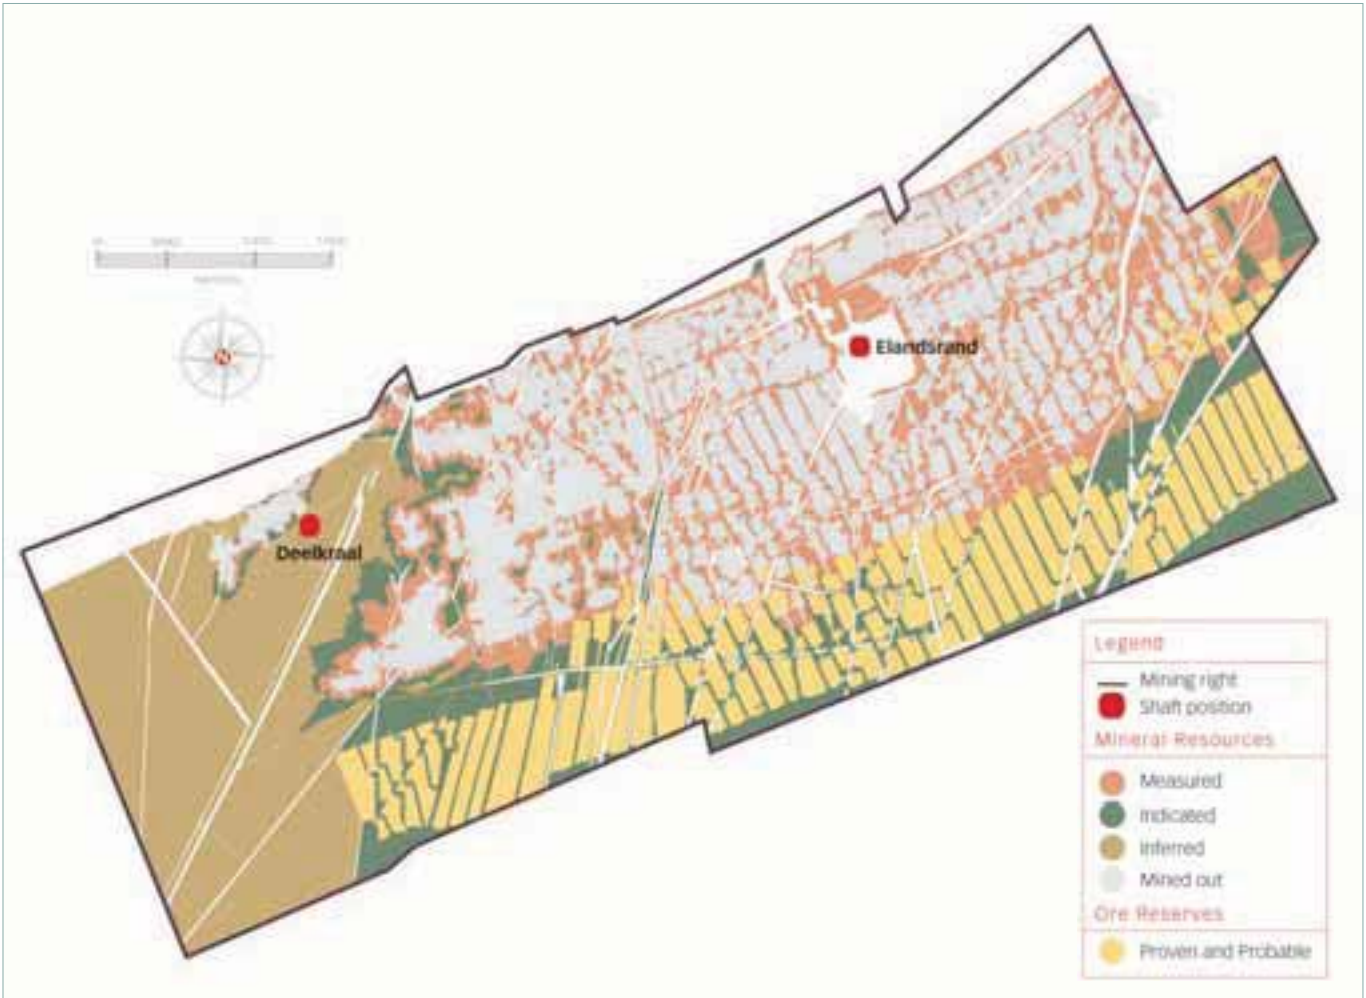 N
Elandsrand
Deelkraal
Legend
Mining right
Shaft position
Mineral Resources
Measured
Indicated
Inferred
Mined out
Ore Reserves
Proven and Probable